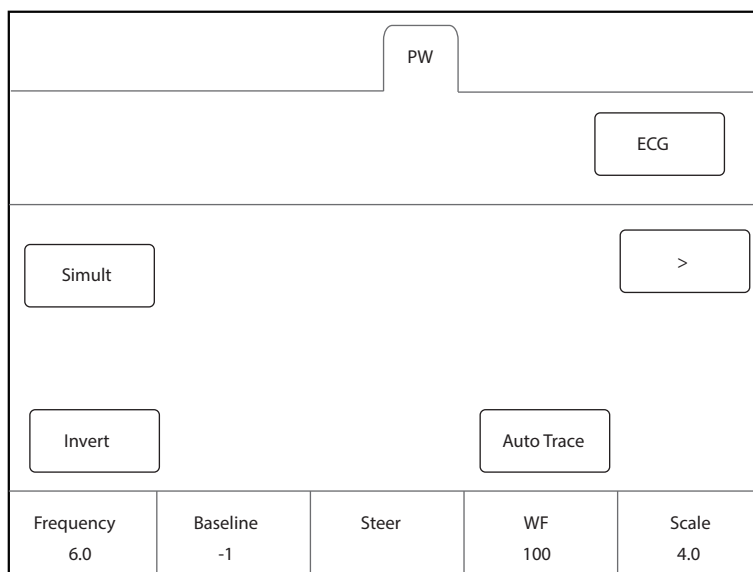 PW
ECG
Simult
>
Invert
Auto Trace
Frequency Baseline Steer WF Scale
6.0 -1 100 4.0